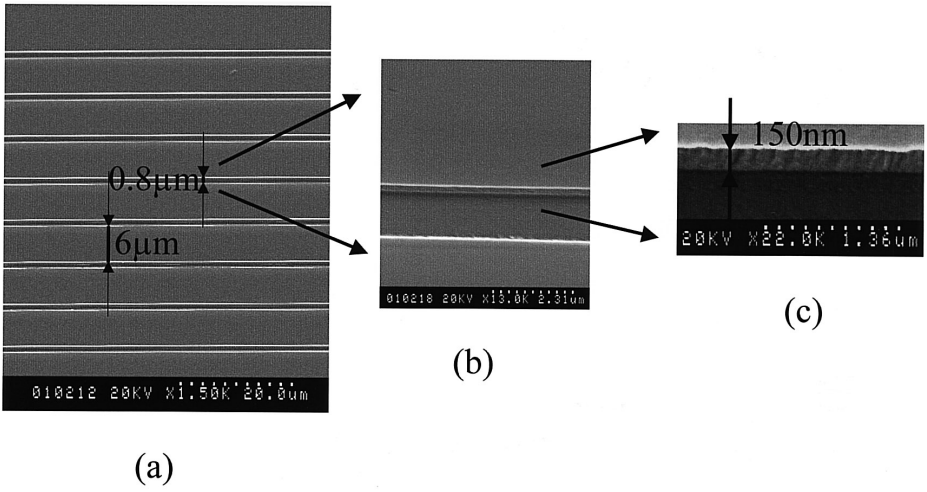 0.8µm
6µm
010212 20KV X1.50K 20.0um
(a)
010218 20KV X13.0K 2.31um
(b)
150nm
20KV X22.0K 1.36um
(c)